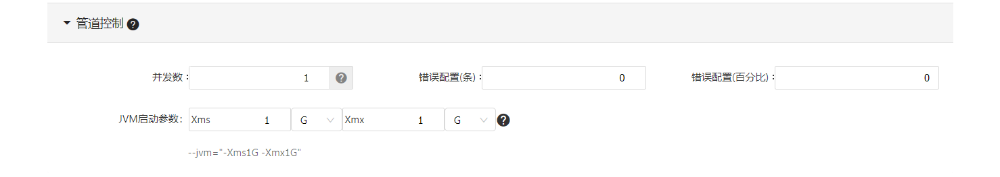 管道控制 ?
并发数 : 1 ? 错误配置(条) : 0 错误配置(百分比) : 0
JVM启动参数: Xms 1 G Xmx 1 G ?
--jvm="-Xms1G -Xmx1G"